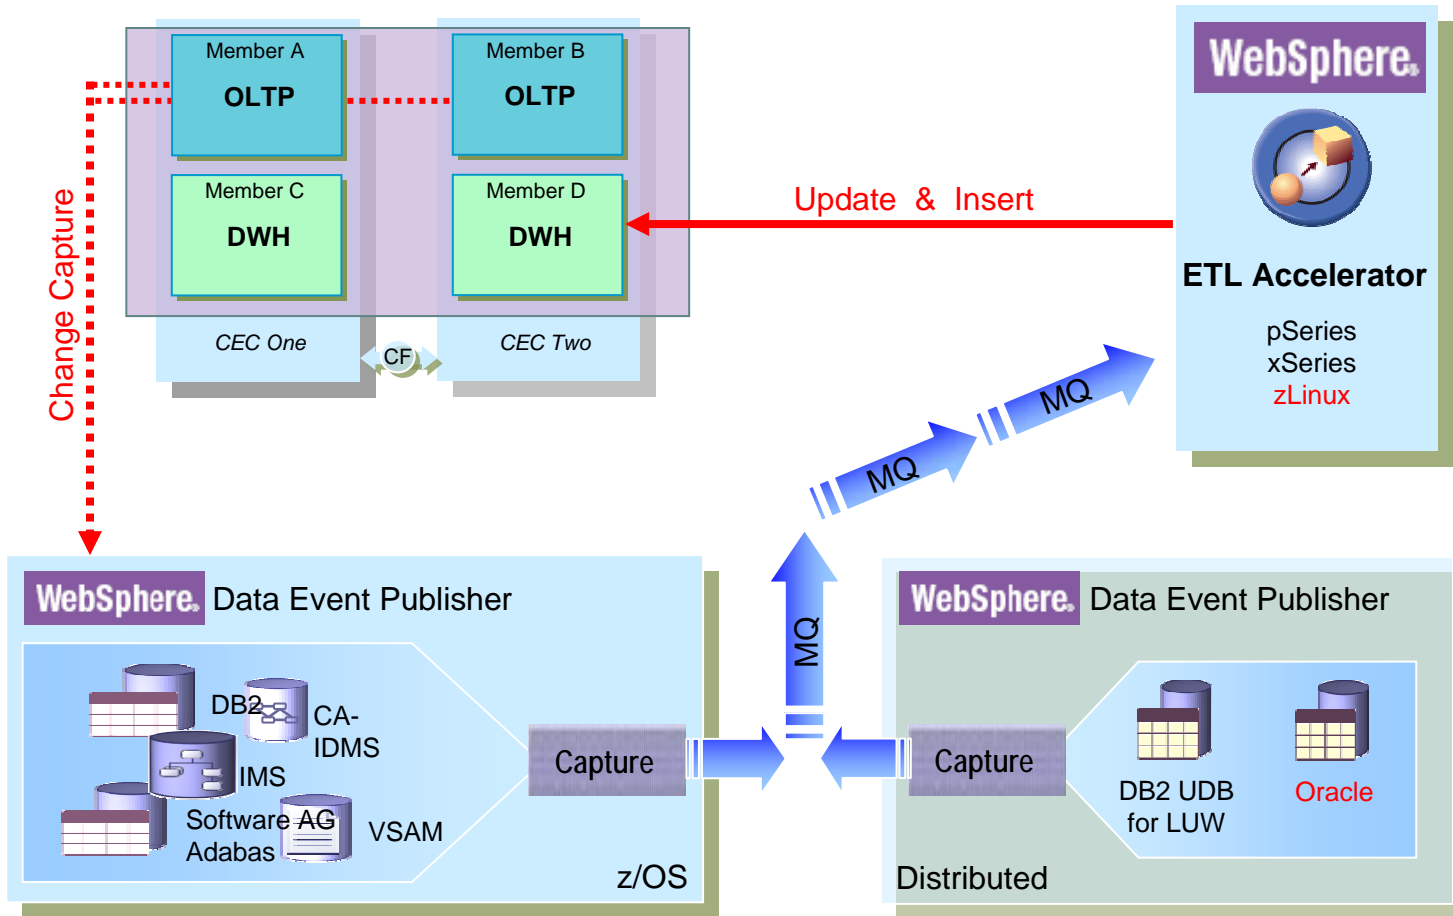 Member A
OLTP
Member B
OLTP
Member C
DWH
Member D
DWH
CEC One
CF
CEC Two
Change Capture
Update & Insert
WebSphere®
ETL Accelerator
pSeries
xSeries
zLinux
MQ
MQ
MQ
WebSphere® Data Event Publisher
DB2
CA-
IDMS
IMS
Software AG
Adabas
VSAM
Capture
z/OS
WebSphere® Data Event Publisher
Capture
DB2 UDB
for LUW
Oracle
Distributed